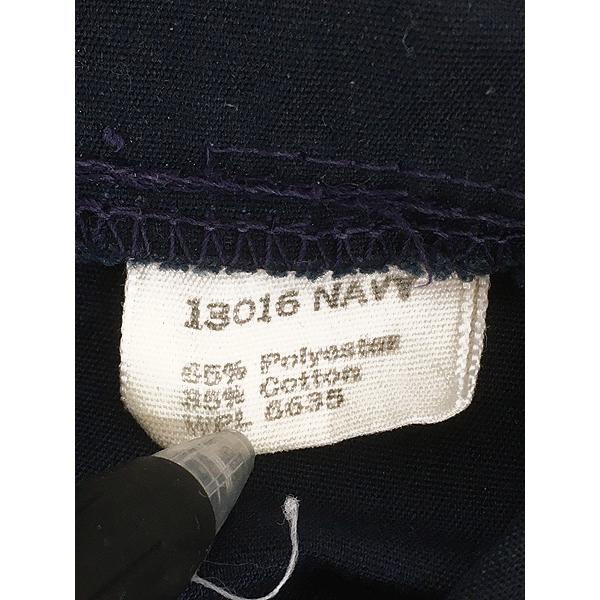 13016 NAVY
65% Polyester
35% Cotton
WPL 6635